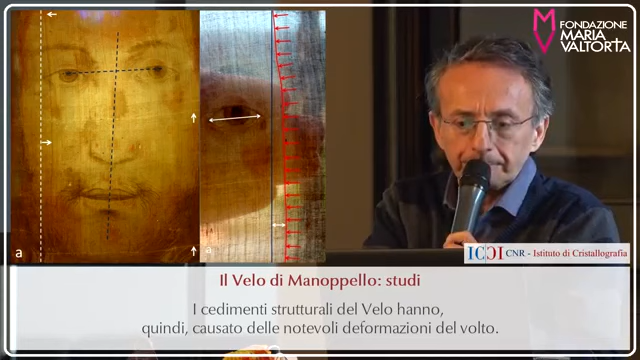 FONDAZIONE
MARIA
VALTORTA
a
a
IC CNR - Istituto di Cristallografia
Il Velo di Manoppello: studi
I cedimenti strutturali del Velo hanno,
quindi, causato delle notevoli deformazioni del volto.